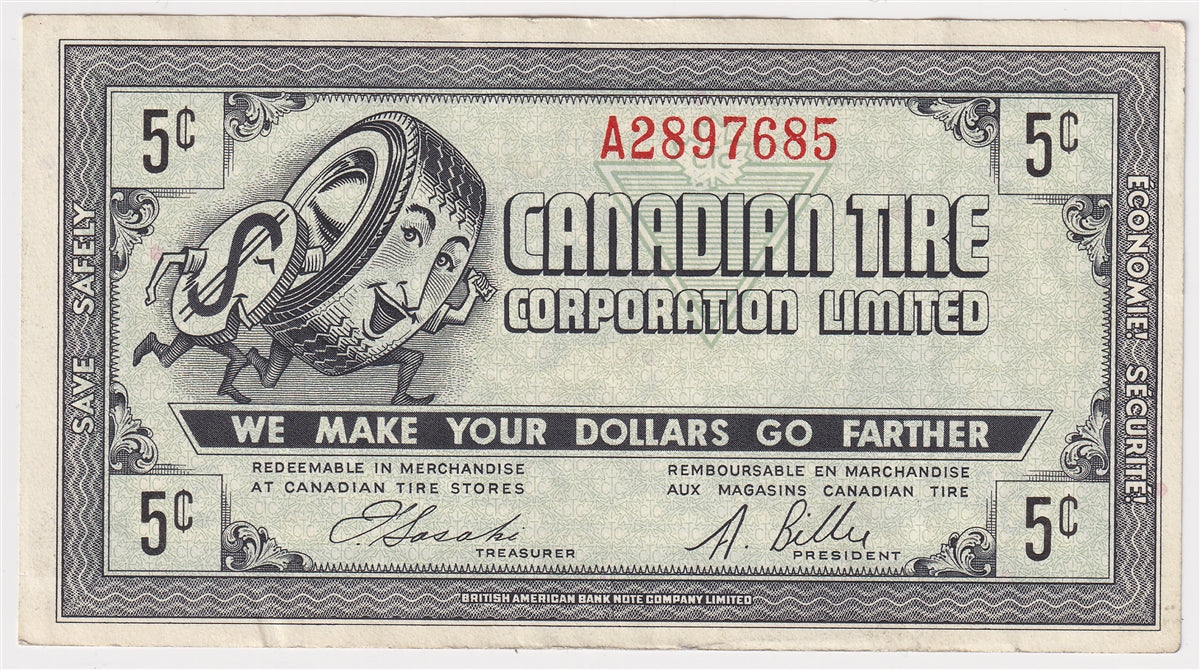 5¢
A2897685
5¢
CANADIAN TIRE
CORPORATION LIMITED
SAVE SAFELY
ÉCONOMIE! SÉCURITÉ!
WE MAKE YOUR DOLLARS GO FARTHER
REDEEMABLE IN MERCHANDISE
AT CANADIAN TIRE STORES
REMBOURSABLE EN MARCHANDISE
AUX MAGASINS CANADIAN TIRE
5¢
TREASURER
A. Billes
PRESIDENT
5¢
BRITISH AMERICAN BANK NOTE COMPANY LIMITED